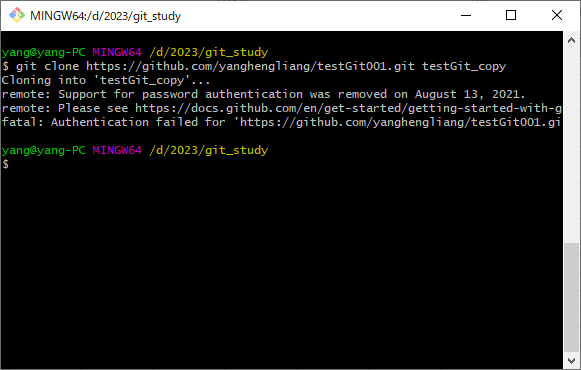 MINGW64:/d/2023/git_study
yang@yang-PC MINGW64 /d/2023/git_study
$ git clone https://github.com/yanghengliang/testGit001.git testGit_copy
Cloning into 'testGit_copy'...
remote: Support for password authentication was removed on August 13, 2021.
remote: Please see https://docs.github.com/en/get-started/getting-started-with-g
fatal: Authentication failed for 'https://github.com/yanghengliang/testGit001.gi
yang@yang-PC MINGW64 /d/2023/git_study
$